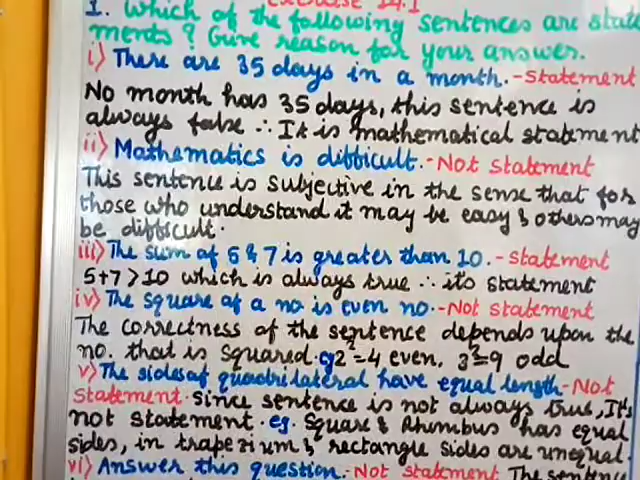 Exercise 14.1
1. Which of the following sentences are state
ments? Give reason for your answer.
i) There are 35 days in a month. - Statement
No month has 35 days, this sentence is
always false ∴ It is mathematical statement
ii) Mathematics is difficult. - Not statement
This sentence is subjective in the sense that for
those who understand it may be easy & others may
be difficult.
iii) The sum of 5 & 7 is greater than 10. - Statement
5+7>10 which is always true ∴ it's statement
iv) The square of a no is even no. - Not statement
The correctness of the sentence depends upon the
no. that is squared. eg 2²=4 even, 3²=9 odd
v) The sides of quadrilateral have equal length - Not
statement. Since sentence is not always true, It's
not statement. eg. Square & Rhombus has equal
sides, in trapezium & rectangle sides are unequal.
vi) Answer this question. - Not statement The sentence